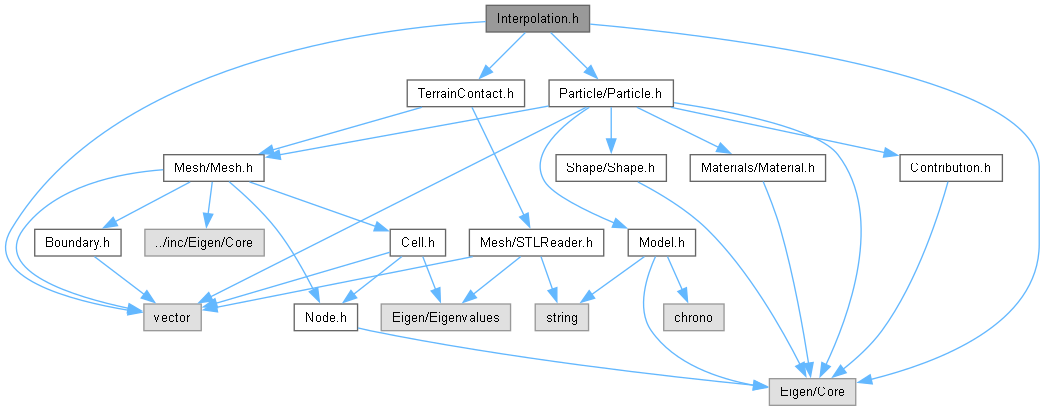 Interpolation.h
TerrainContact.h
Particle/Particle.h
Mesh/Mesh.h
Shape/Shape.h
Materials/Material.h
Contribution.h
Boundary.h
../inc/Eigen/Core
Cell.h
Mesh/STLReader.h
Model.h
vector
Node.h
Eigen/Eigenvalues
string
chrono
Eigen/Core